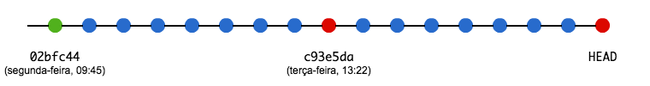 02bfc44 c93e5da HEAD
(segunda-feira, 09:45) (terça-feira, 13:22)